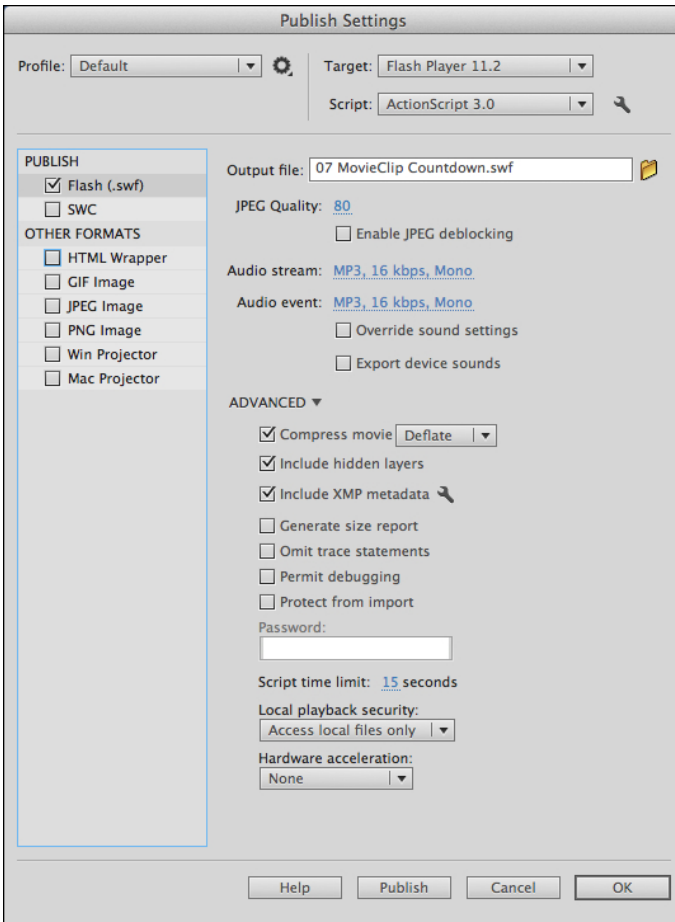 Publish Settings
Profile: Default
Target: Flash Player 11.2
Script: ActionScript 3.0
PUBLISH
Flash (.swf)
SWC
OTHER FORMATS
HTML Wrapper
GIF Image
JPEG Image
PNG Image
Win Projector
Mac Projector
Output file: 07 MovieClip Countdown.swf
JPEG Quality: 80
Enable JPEG deblocking
Audio stream: MP3, 16 kbps, Mono
Audio event: MP3, 16 kbps, Mono
Override sound settings
Export device sounds
ADVANCED
Compress movie Deflate
Include hidden layers
Include XMP metadata
Generate size report
Omit trace statements
Permit debugging
Protect from import
Password:
Script time limit: 15 seconds
Local playback security:
Access local files only
Hardware acceleration:
None
Help Publish Cancel OK